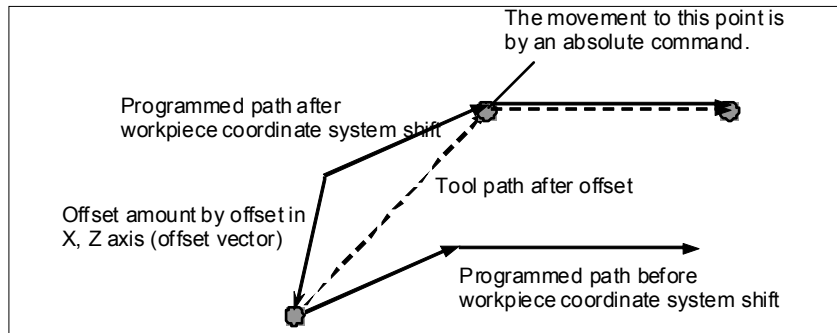 The movement to this point is
by an absolute command.
Programmed path after
workpiece coordinate system shift
Tool path after offset
Offset amount by offset in
X, Z axis (offset vector)
Programmed path before
workpiece coordinate system shift